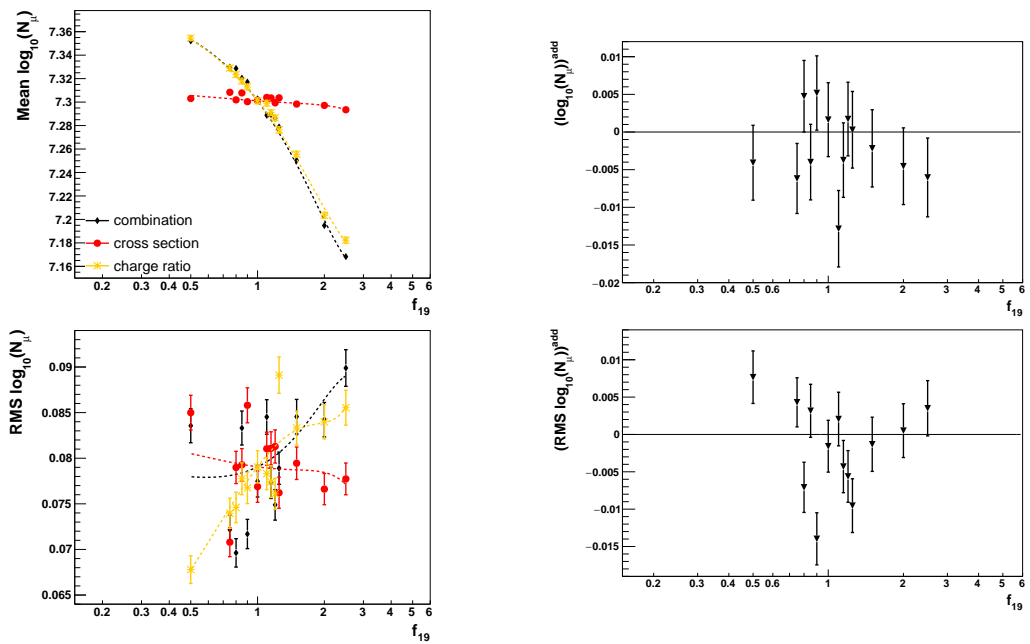 Mean log10(Nμ)
7.36
7.34
7.32
7.3
7.28
7.26
7.24
7.22
7.2
7.18
7.16
combination
cross section
charge ratio
0.2 0.3 0.4 0.5 1 2 3 4 5 6
f19
(log10(Nμ))add
0.01
0.005
0
−0.005
−0.01
−0.015
−0.02
0.2 0.3 0.4 0.5 0.6 1 2 3 4 5 6
f19
RMS log10(Nμ)
0.09
0.085
0.08
0.075
0.07
0.065
0.2 0.3 0.4 0.5 1 2 3 4 5 6
f19
(RMS log10(Nμ))add
0.01
0.005
0
−0.005
−0.01
−0.015
0.2 0.3 0.4 0.5 0.6 1 2 3 4 5 6
f19